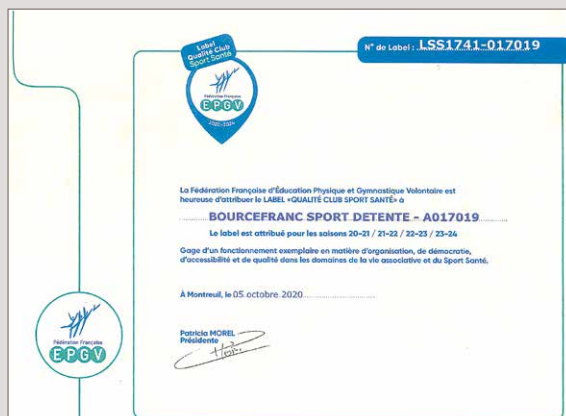 Label
Qualité Club
Sport Santé
Fédération Française
EPGV
2020-2024
N° de Label : LSS1741-017019
La Fédération Française d'Éducation Physique et Gymnastique Volontaire est
heureuse d'attribuer le LABEL «QUALITÉ CLUB SPORT SANTÉ» à
BOURCEFRANC SPORT DETENTE - A017019
Le label est attribué pour les saisons 20-21 / 21-22 / 22-23 / 23-24
Gage d'un fonctionnement exemplaire en matière d'organisation, de démocratie,
d'accessibilité et de qualité dans les domaines de la vie associative et du Sport Santé.
À Montreuil, le 05 octobre 2020
Patricia MOREL
Présidente
Fédération Française
EPGV